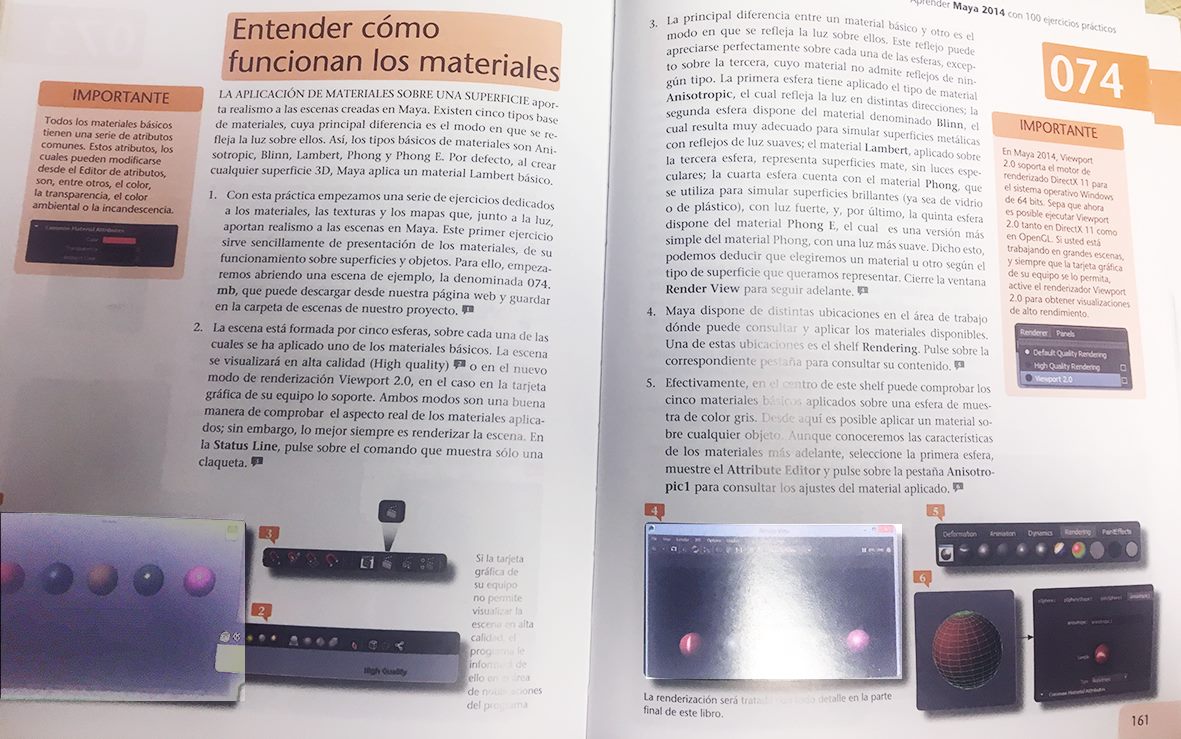 Entender cómo
funcionan los materiales
IMPORTANTE
Todos los materiales básicos
tienen una serie de atributos
comunes. Estos atributos, los
cuales pueden modificarse
desde el Editor de atributos,
son, entre otros, el color,
la transparencia, el color
ambiental o la incandescencia.
Common Material Attributes
Color
Transparency
LA APLICACIÓN DE MATERIALES SOBRE UNA SUPERFICIE apor-
ta realismo a las escenas creadas en Maya. Existen cinco tipos base
de materiales, cuya principal diferencia es el modo en que se re-
fleja la luz sobre ellos. Así, los tipos básicos de materiales son Ani-
sotropic, Blinn, Lambert, Phong y Phong E. Por defecto, al crear
cualquier superficie 3D, Maya aplica un material Lambert básico.
1. Con esta práctica empezamos una serie de ejercicios dedicados
a los materiales, las texturas y los mapas que, junto a la luz,
aportan realismo a las escenas en Maya. Este primer ejercicio
sirve sencillamente de presentación de los materiales, de su
funcionamiento sobre superficies y objetos. Para ello, empeza-
remos abriendo una escena de ejemplo, la denominada 074.
mb, que puede descargar desde nuestra página web y guardar
en la carpeta de escenas de nuestro proyecto. 1
2. La escena está formada por cinco esferas, sobre cada una de las
cuales se ha aplicado uno de los materiales básicos. La escena
se visualizará en alta calidad (High quality) 2 o en el nuevo
modo de renderización Viewport 2.0, en el caso en la tarjeta
gráfica de su equipo lo soporte. Ambos modos son una buena
manera de comprobar el aspecto real de los materiales aplica-
dos; sin embargo, lo mejor siempre es renderizar la escena. En
la Status Line, pulse sobre el comando que muestra sólo una
claqueta. 3
3
2
High Quality
Si la tarjeta
gráfica de
su equipo
no permite
visualizar la
escena en alta
calidad, el
programa le
informará de
ello en el área
de notificaciones
del programa
Aprender Maya 2014 con 100 ejercicios prácticos
074
3. La principal diferencia entre un material básico y otro es el
modo en que se refleja la luz sobre ellos. Este reflejo puede
apreciarse perfectamente sobre cada una de las esferas, excep-
to sobre la tercera, cuyo material no admite reflejos de nin-
gún tipo. La primera esfera tiene aplicado el tipo de material
Anisotropic, el cual refleja la luz en distintas direcciones; la
segunda esfera dispone del material denominado Blinn, el
cual resulta muy adecuado para simular superficies metálicas
con reflejos de luz suaves; el material Lambert, aplicado sobre
la tercera esfera, representa superficies mate, sin luces espe-
culares; la cuarta esfera cuenta con el material Phong, que
se utiliza para simular superficies brillantes (ya sea de vidrio
o de plástico), con luz fuerte, y, por último, la quinta esfera
dispone del material Phong E, el cual es una versión más
simple del material Phong, con una luz más suave. Dicho esto,
podemos deducir que elegiremos un material u otro según el
tipo de superficie que queramos representar. Cierre la ventana
Render View para seguir adelante. 4
4. Maya dispone de distintas ubicaciones en el área de trabajo
dónde puede consultar y aplicar los materiales disponibles.
Una de estas ubicaciones es el shelf Rendering. Pulse sobre la
correspondiente pestaña para consultar su contenido. 5
5. Efectivamente, en el centro de este shelf puede comprobar los
cinco materiales básicos aplicados sobre una esfera de mues-
tra de color gris. Desde aquí es posible aplicar un material so-
bre cualquier objeto. Aunque conoceremos las características
de los materiales más adelante, seleccione la primera esfera,
muestre el Attribute Editor y pulse sobre la pestaña Anisotro-
pic1 para consultar los ajustes del material aplicado. 6
IMPORTANTE
En Maya 2014, Viewport
2.0 soporta el motor de
renderizado DirectX 11 para
el sistema operativo Windows
de 64 bits. Sepa que ahora
es posible ejecutar Viewport
2.0 tanto en DirectX 11 como
en OpenGL. Si usted está
trabajando en grandes escenas,
y siempre que la tarjeta gráfica
de su equipo se lo permita,
active el renderizador Viewport
2.0 para obtener visualizaciones
de alto rendimiento.
Renderer Panels
Default Quality Rendering
High Quality Rendering
Viewport 2.0
4
Render View
5
Deformation Animation Dynamics Rendering PaintEffects
6
Common Material Attributes
La renderización será tratada con todo detalle en la parte
final de este libro.
161